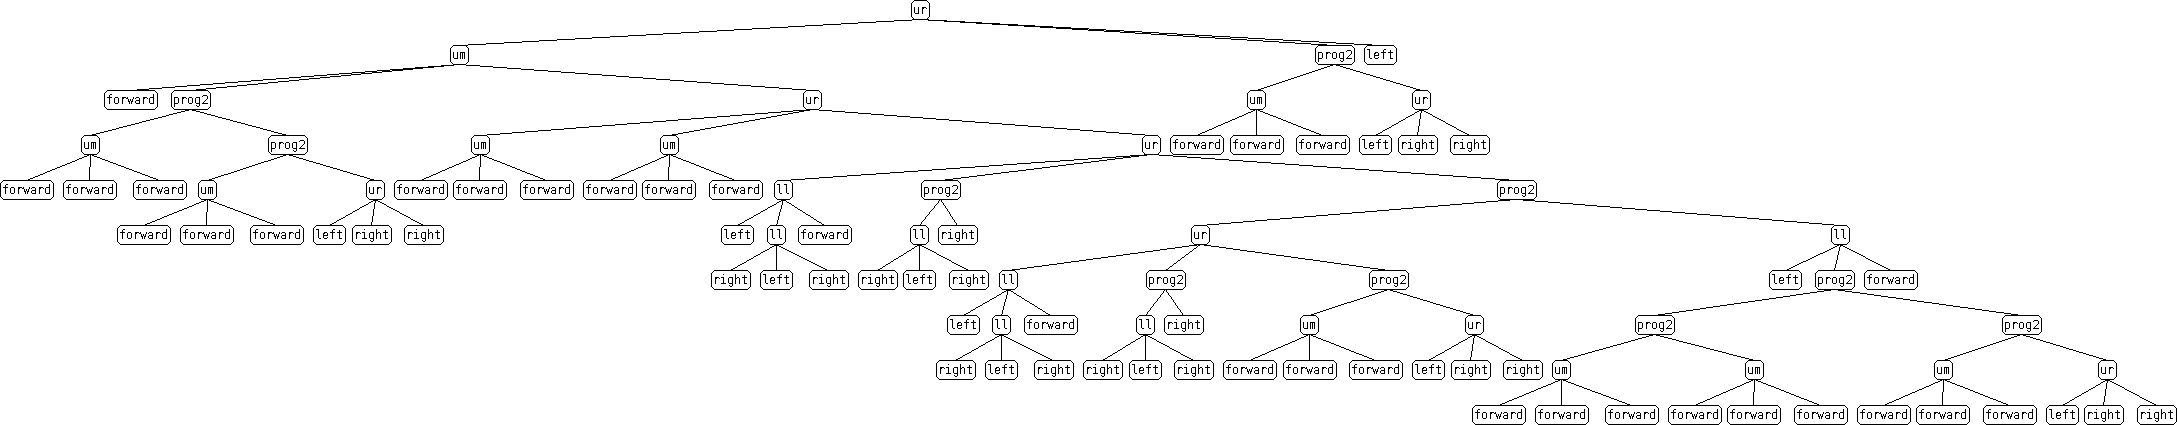 ur
um prog2 left
forward prog2 ur um ur
um prog2 um um ur forward forward forward left right right
forward forward forward um ur forward forward forward forward forward forward ll prog2 prog2
forward forward forward left right right left ll forward ll right ur ll
right left right right left right ll prog2 prog2 left prog2 forward
left ll forward ll right um ur prog2 prog2
right left right right left right forward forward forward left right right um um um ur
forward forward forward forward forward forward forward forward forward left right right